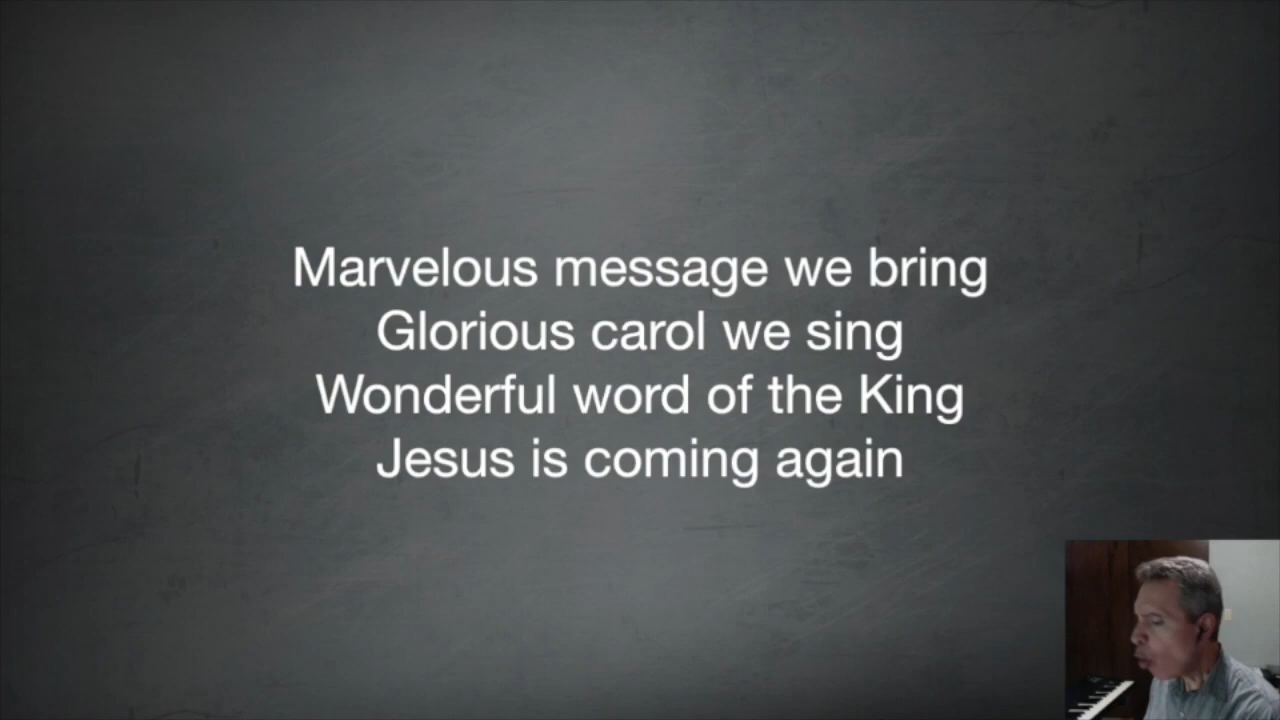 Marvelous message we bring
Glorious carol we sing
Wonderful word of the King
Jesus is coming again